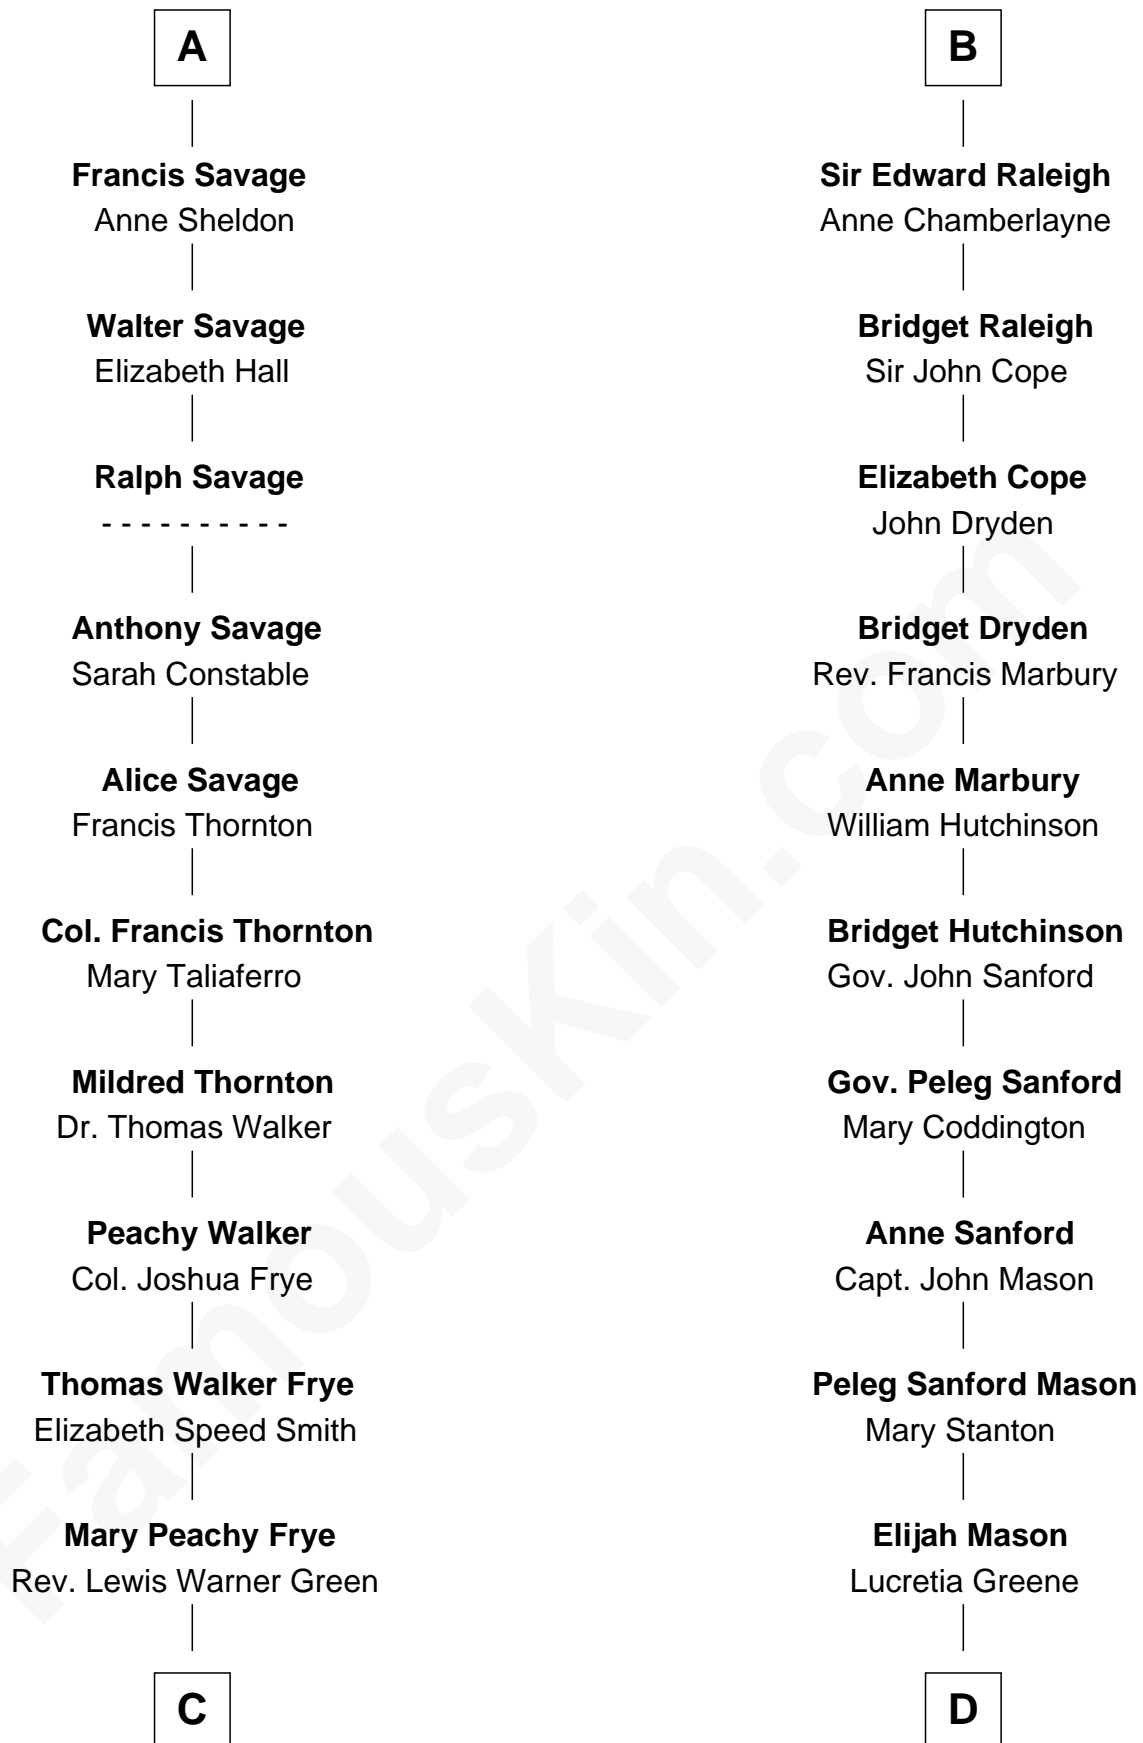 A
Francis Savage
Anne Sheldon
Walter Savage
Elizabeth Hall
Ralph Savage
- - - - - - - - - -
Anthony Savage
Sarah Constable
Alice Savage
Francis Thornton
Col. Francis Thornton
Mary Taliaferro
Mildred Thornton
Dr. Thomas Walker
Peachy Walker
Col. Joshua Frye
Thomas Walker Frye
Elizabeth Speed Smith
Mary Peachy Frye
Rev. Lewis Warner Green
C
B
Sir Edward Raleigh
Anne Chamberlayne
Bridget Raleigh
Sir John Cope
Elizabeth Cope
John Dryden
Bridget Dryden
Rev. Francis Marbury
Anne Marbury
William Hutchinson
Bridget Hutchinson
Gov. John Sanford
Gov. Peleg Sanford
Mary Coddington
Anne Sanford
Capt. John Mason
Peleg Sanford Mason
Mary Stanton
Elijah Mason
Lucretia Greene
D
FamousKin.com